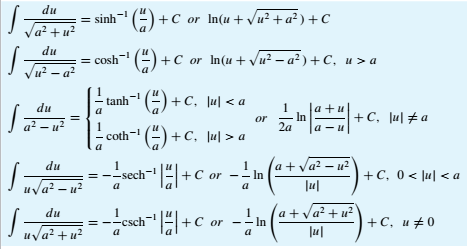 ∫ du/√(a² + u²) = sinh⁻¹ (u/a) + C or ln(u + √(u² + a²)) + C
∫ du/√(u² − a²) = cosh⁻¹ (u/a) + C or ln(u + √(u² − a²)) + C, u > a
∫ du/(a² − u²) = { (1/a) tanh⁻¹ (u/a) + C, |u| < a
(1/a) coth⁻¹ (u/a) + C, |u| > a or (1/2a) ln |(a + u)/(a − u)| + C, |u| ≠ a
∫ du/(u√(a² − u²)) = −(1/a) sech⁻¹ |u/a| + C or −(1/a) ln ((a + √(a² − u²))/|u|) + C, 0 < |u| < a
∫ du/(u√(a² + u²)) = −(1/a) csch⁻¹ |u/a| + C or −(1/a) ln ((a + √(a² + u²))/|u|) + C, u ≠ 0